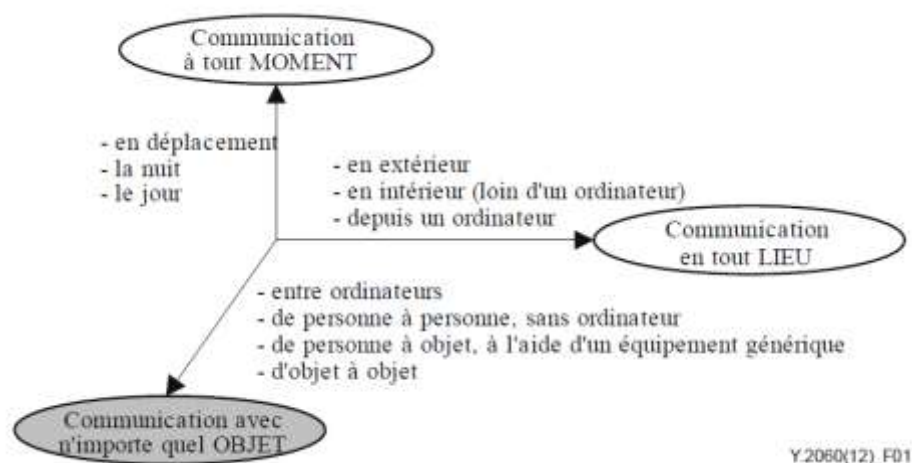 Communication
à tout MOMENT
- en déplacement
- la nuit
- le jour
- en extérieur
- en intérieur (loin d'un ordinateur)
- depuis un ordinateur
Communication
en tout LIEU
- entre ordinateurs
- de personne à personne, sans ordinateur
- de personne à objet, à l'aide d'un équipement générique
- d'objet à objet
Communication avec
n'importe quel OBJET
Y.2060(12)_F01